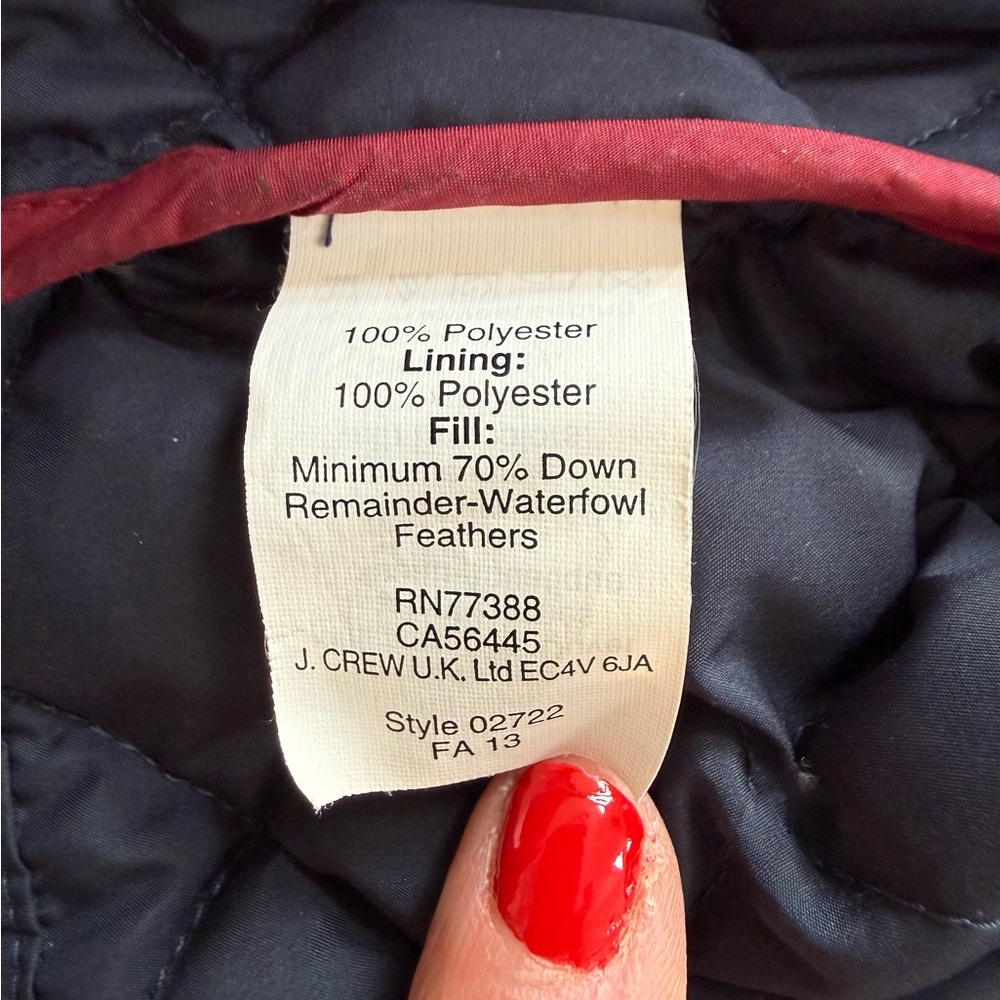 100% Polyester
Lining:
100% Polyester
Fill:
Minimum 70% Down
Remainder-Waterfowl
Feathers
RN77388
CA56445
J. CREW U.K. Ltd EC4V 6JA
Style 02722
FA 13